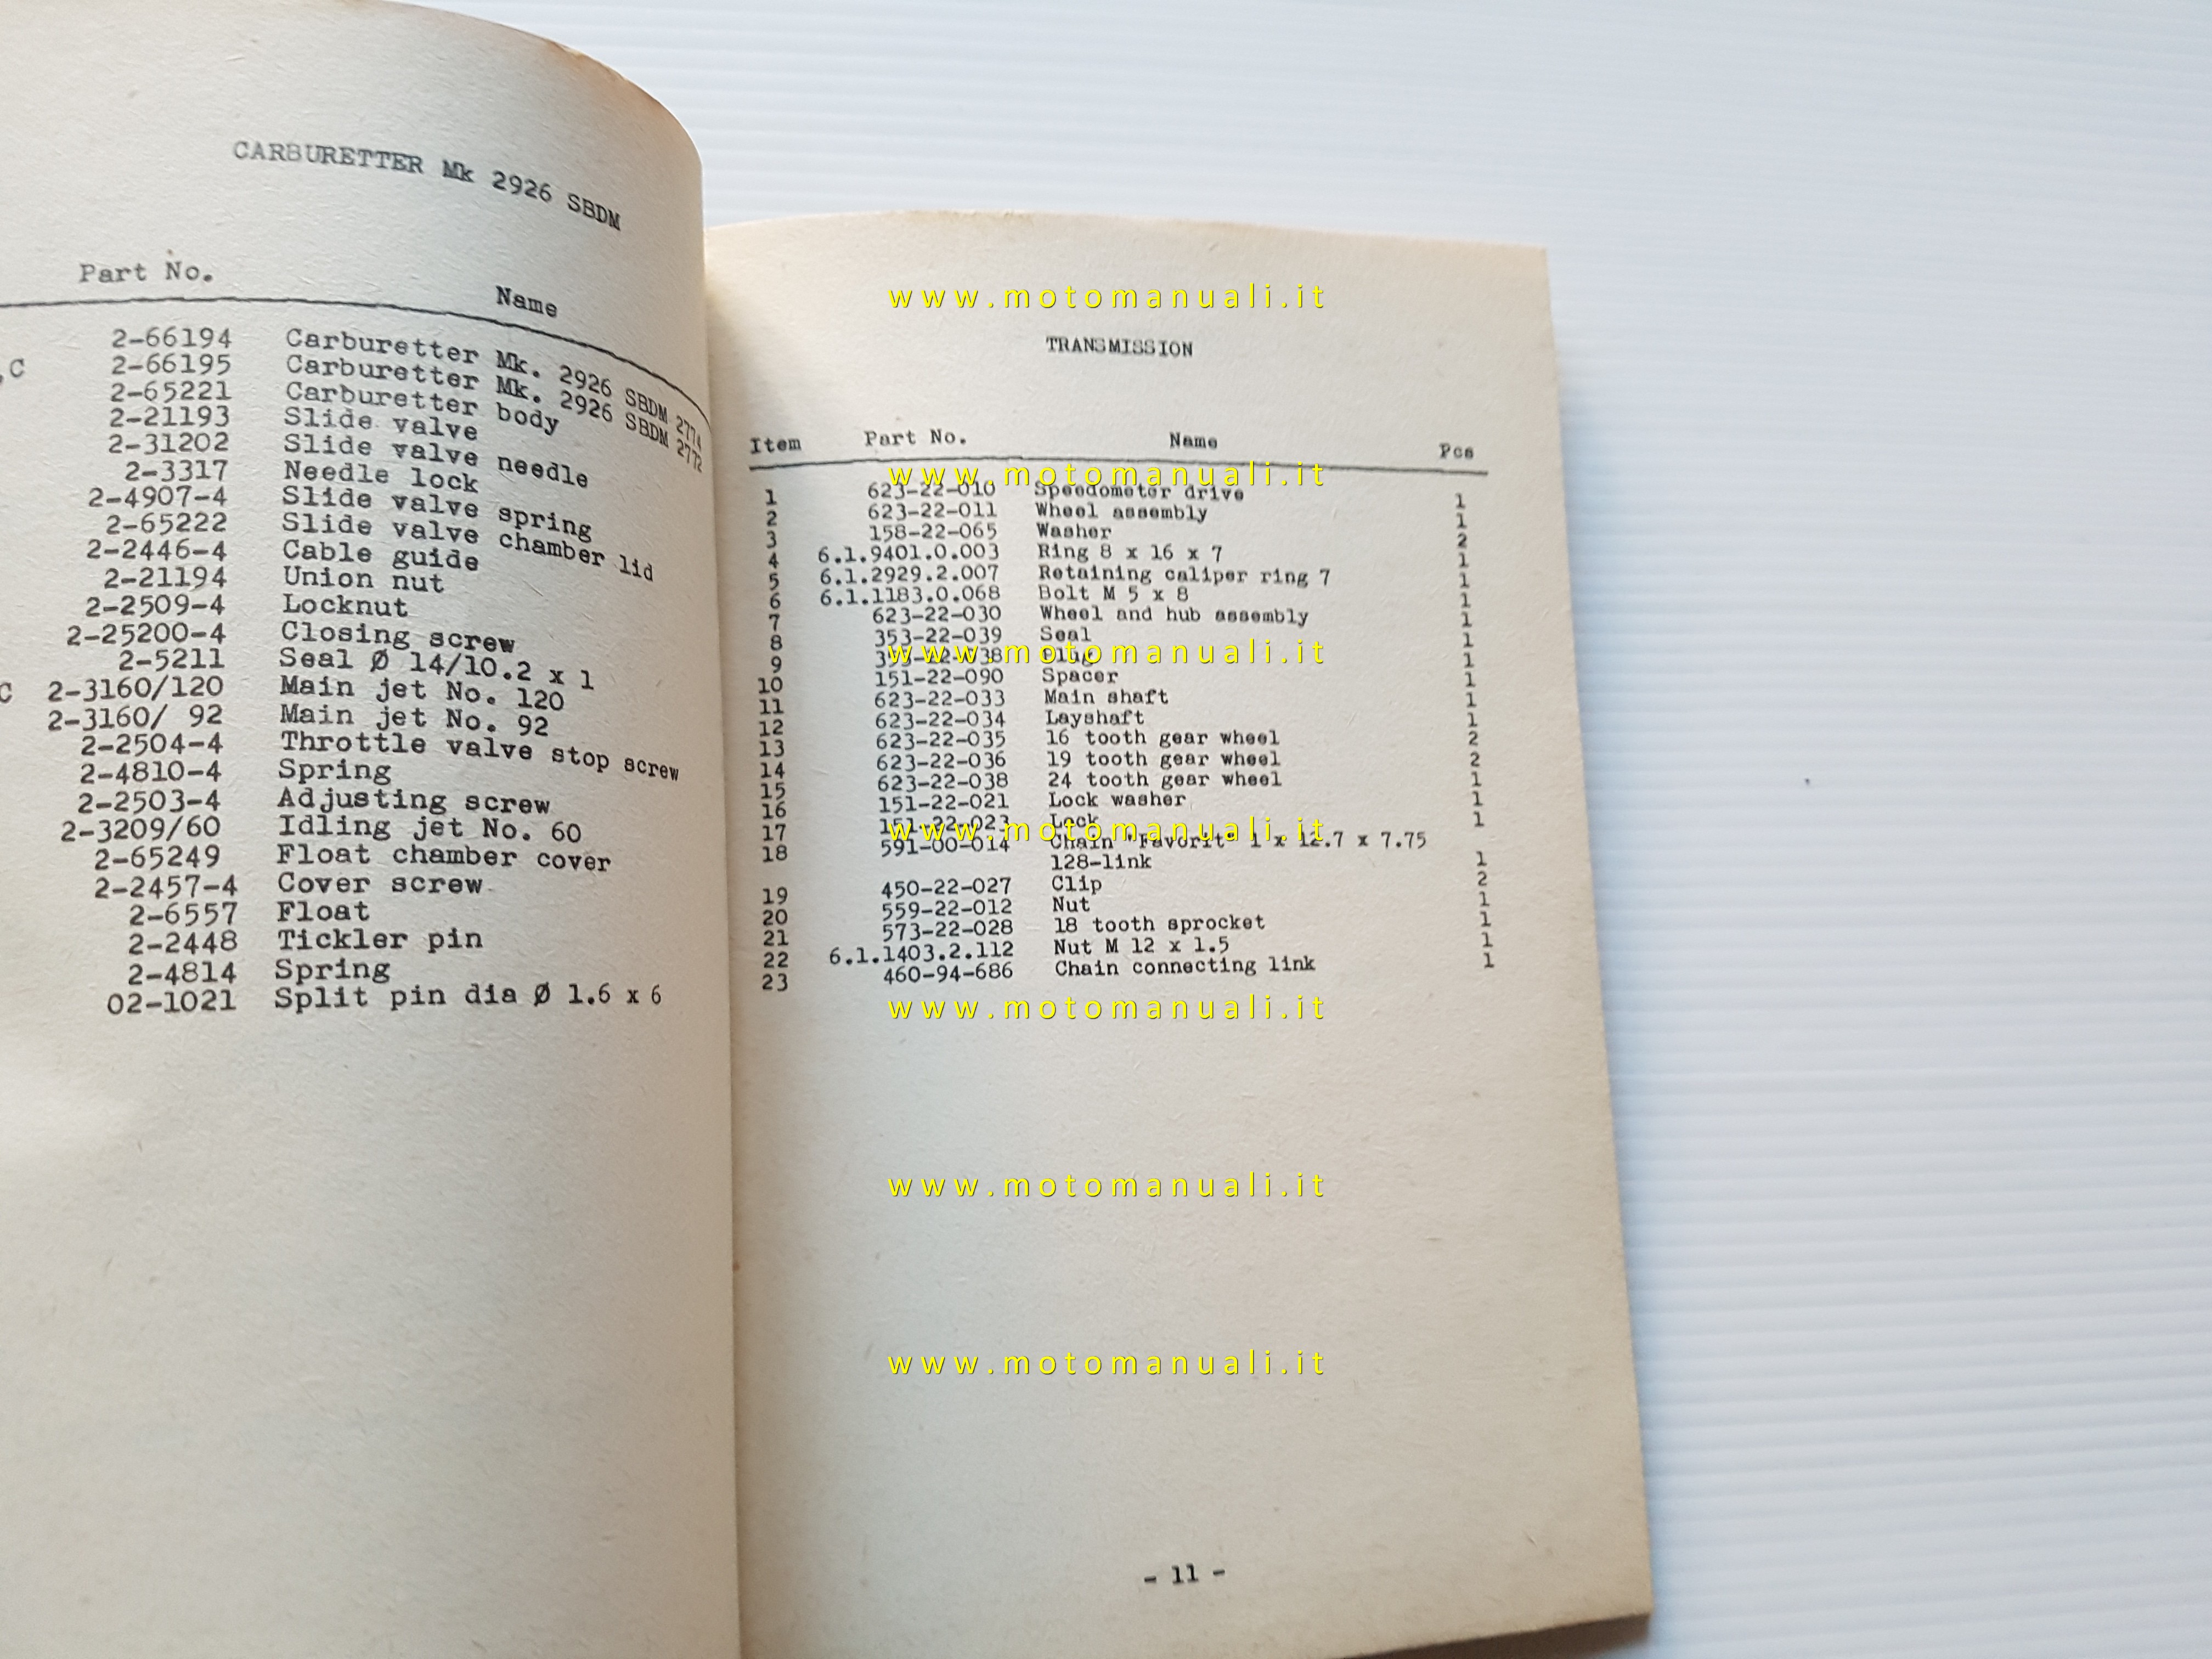 CARBURETTER Mk 2926 SBDM
Part No. Name
2-66194 Carburetter Mk. 2926 SBDM 2774
,C 2-66195 Carburetter Mk. 2926 SBDM 2772
2-65221 Carburetter body
2-21193 Slide valve
2-31202 Slide valve needle
2-3317 Needle lock
2-4907-4 Slide valve spring
2-65222 Slide valve chamber lid
2-2446-4 Cable guide
2-21194 Union nut
2-2509-4 Locknut
2-25200-4 Closing screw
2-5211 Seal Ø 14/10.2 x 1
C 2-3160/120 Main jet No. 120
2-3160/ 92 Main jet No. 92
2-2504-4 Throttle valve stop screw
2-4810-4 Spring
2-2503-4 Adjusting screw
2-3209/60 Idling jet No. 60
2-65249 Float chamber cover
2-2457-4 Cover screw
2-6557 Float
2-2448 Tickler pin
2-4814 Spring
02-1021 Split pin dia Ø 1.6 x 6
www.motomanuali.it
TRANSMISSION
Item Part No. Name Pcs
www.motomanuali.it
1 623-22-010 Speedometer drive 1
2 623-22-011 Wheel assembly 1
3 158-22-065 Washer 2
4 6.1.9401.0.003 Ring 8 x 16 x 7 1
5 6.1.2929.2.007 Retaining caliper ring 7 1
6 6.1.1183.0.068 Bolt M 5 x 8 1
7 623-22-030 Wheel and hub assembly 1
8 353-22-039 Seal 1
www.motomanuali.it
9 Plug 1
10 151-22-090 Spacer 1
11 623-22-033 Main shaft 1
12 623-22-034 Layshaft 1
13 623-22-035 16 tooth gear wheel 2
14 623-22-036 19 tooth gear wheel 2
15 623-22-038 24 tooth gear wheel 1
16 151-22-021 Lock washer 1
17 151-22-023 Lock 1
www.motomanuali.it
18 591-00-014 Chain "Favorit" 1 x 12.7 x 7.75
128-link 1
19 450-22-027 Clip 2
20 559-22-012 Nut 1
21 573-22-028 18 tooth sprocket 1
22 6.1.1403.2.112 Nut M 12 x 1.5 1
23 460-94-686 Chain connecting link 1
www.motomanuali.it
www.motomanuali.it
www.motomanuali.it
- 11 -